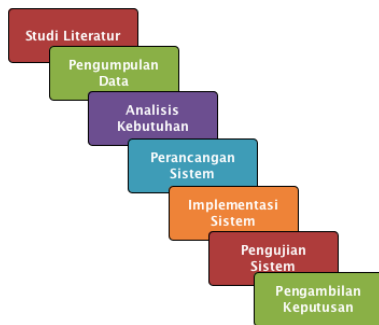 Studi Literatur
Pengumpulan
Data
Analisis
Kebutuhan
Perancangan
Sistem
Implementasi
Sistem
Pengujian
Sistem
Pengambilan
Keputusan